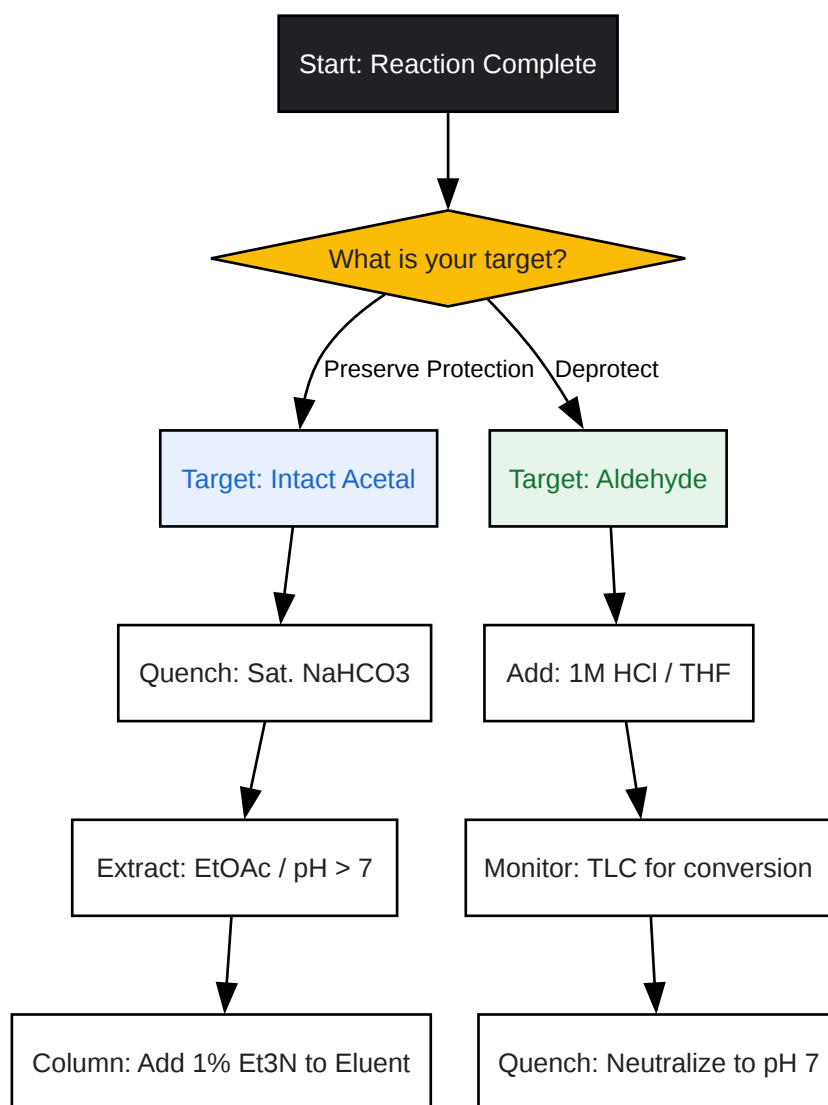 Start: Reaction Complete
What is your target?
Preserve Protection
Deprotect
Target: Intact Acetal
Target: Aldehyde
Quench: Sat. NaHCO3
Add: 1M HCl / THF
Extract: EtOAc / pH > 7
Monitor: TLC for conversion
Column: Add 1% Et3N to Eluent
Quench: Neutralize to pH 7